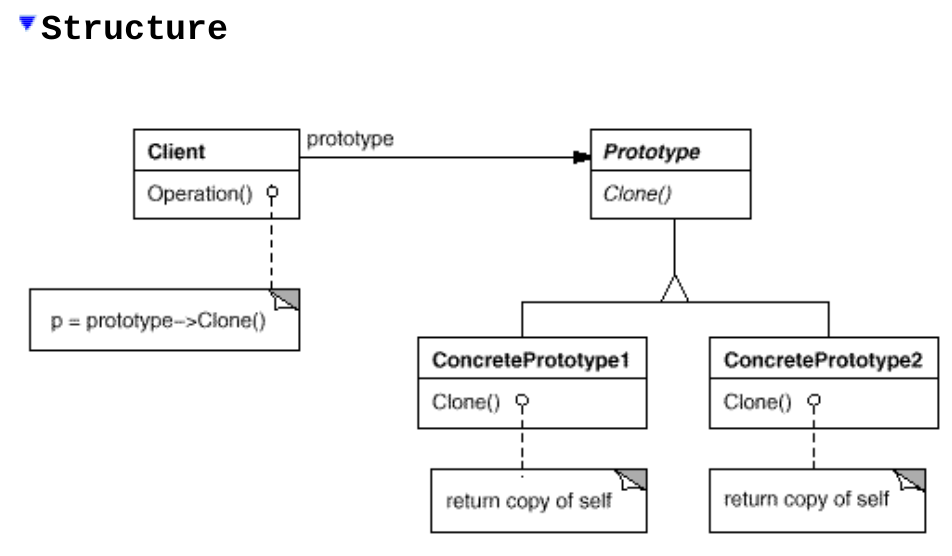 Structure
Client
Operation()
prototype
Prototype
Clone()
p = prototype–>Clone()
ConcretePrototype1
Clone()
return copy of self
ConcretePrototype2
Clone()
return copy of self